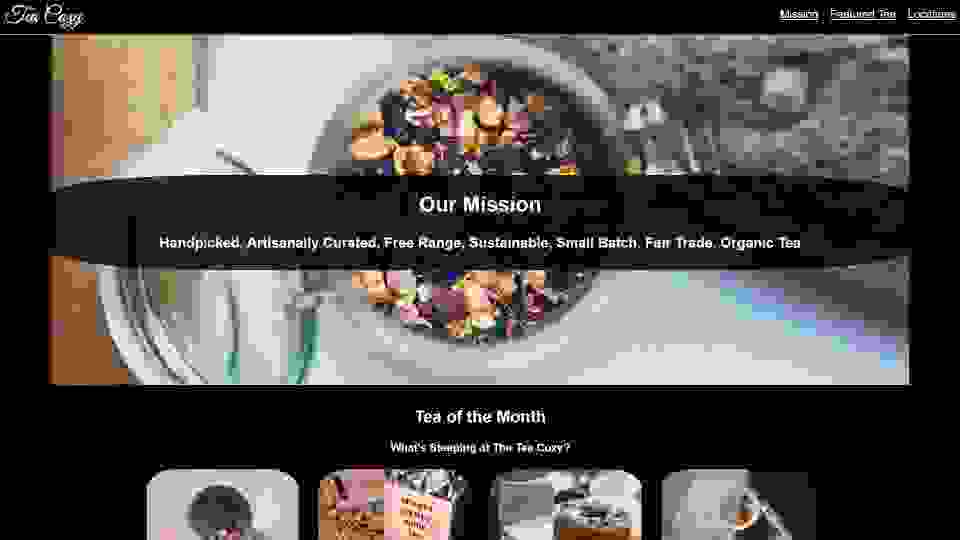 Tea Cozy
Mission Featured Tea Locations
Our Mission
Handpicked, Artisanally Curated, Free Range, Sustainable, Small Batch, Fair Trade, Organic Tea
Tea of the Month
What's Steeping at The Tea Cozy?